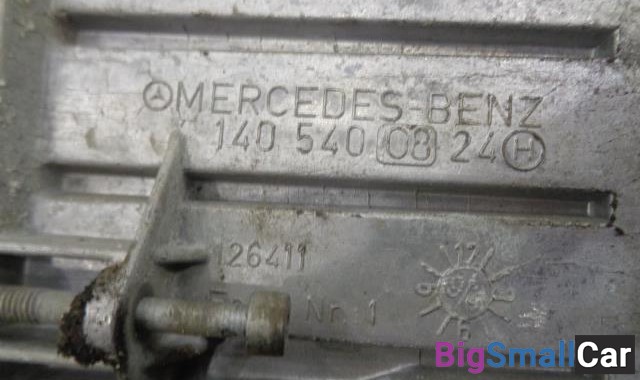 MERCEDES-BENZ
140 540 08 24 H
126411
Nr. 1
BigSmallCar